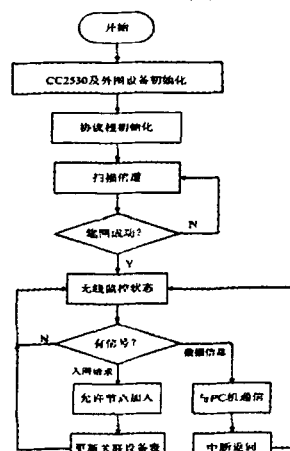 开始
CC2530及外围设备初始化
协议栈初始化
扫描信道
建网成功?
N
Y
无线监控状态
N
有信号?
数据信息
入网请求
允许节点加入
与PC机通信
更新关联设备表
中断返回